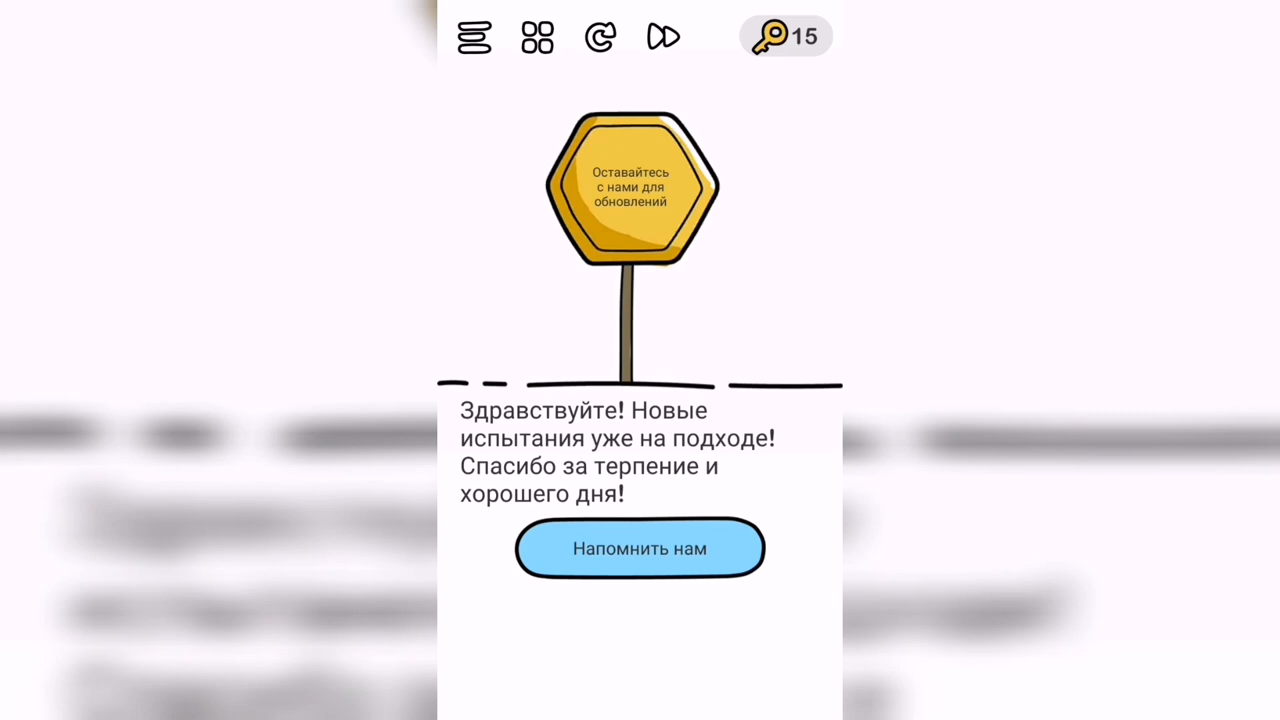 15
Оставайтесь
с нами для
обновлений
Здравствуйте! Новые
испытания уже на подходе!
Спасибо за терпение и
хорошего дня!
Напомнить нам